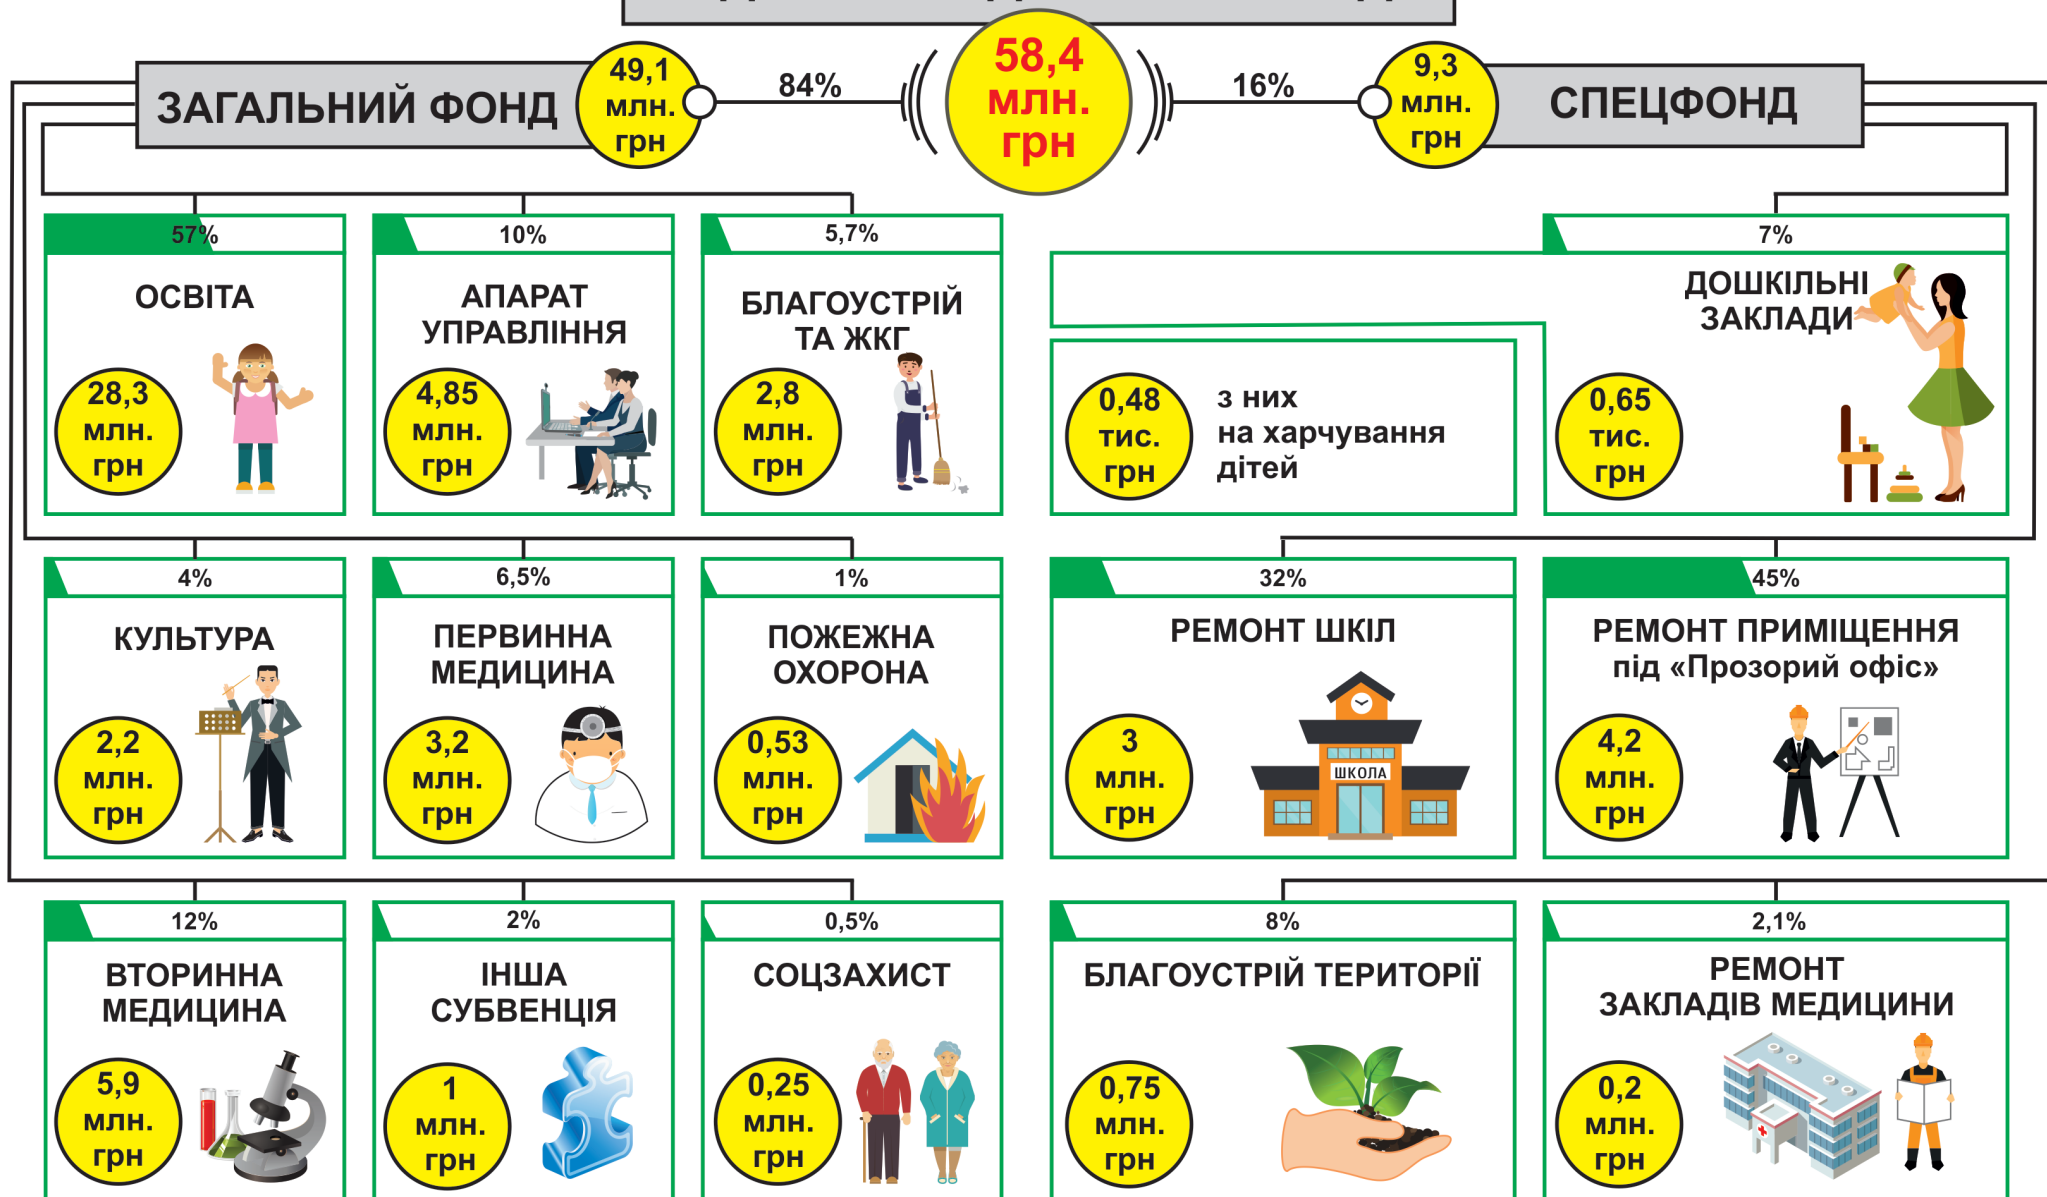 ЗАГАЛЬНИЙ ФОНД
49,1
млн.
грн
84%
58,4
млн.
грн
16%
9,3
млн.
грн
СПЕЦФОНД
57%
ОСВІТА
28,3
млн.
грн
10%
АПАРАТ
УПРАВЛІННЯ
4,85
млн.
грн
5,7%
БЛАГОУСТРІЙ
ТА ЖКГ
2,8
млн.
грн
0,48
тис.
грн
з них
на харчування
дітей
7%
ДОШКІЛЬНІ
ЗАКЛАДИ
0,65
тис.
грн
4%
КУЛЬТУРА
2,2
млн.
грн
6,5%
ПЕРВИННА
МЕДИЦИНА
3,2
млн.
грн
1%
ПОЖЕЖНА
ОХОРОНА
0,53
млн.
грн
32%
РЕМОНТ ШКІЛ
3
млн.
грн
ШКОЛА
45%
РЕМОНТ ПРИМІЩЕННЯ
під «Прозорий офіс»
4,2
млн.
грн
12%
ВТОРИННА
МЕДИЦИНА
5,9
млн.
грн
2%
ІНША
СУБВЕНЦІЯ
1
млн.
грн
0,5%
СОЦЗАХИСТ
0,25
млн.
грн
8%
БЛАГОУСТРІЙ ТЕРИТОРІЇ
0,75
млн.
грн
2,1%
РЕМОНТ
ЗАКЛАДІВ МЕДИЦИНИ
0,2
млн.
грн